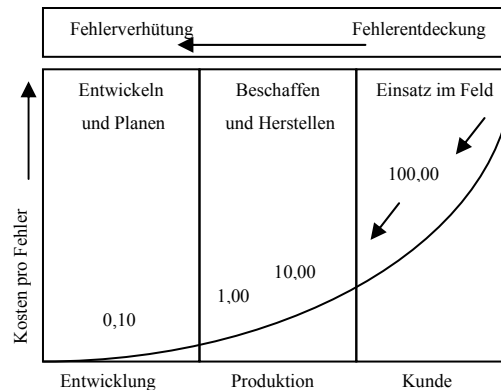 Fehlerverhütung Fehlerentdeckung
Entwickeln
und Planen
Beschaffen
und Herstellen
Einsatz im Feld
100,00
10,00
1,00
0,10
Kosten pro Fehler
Entwicklung Produktion Kunde